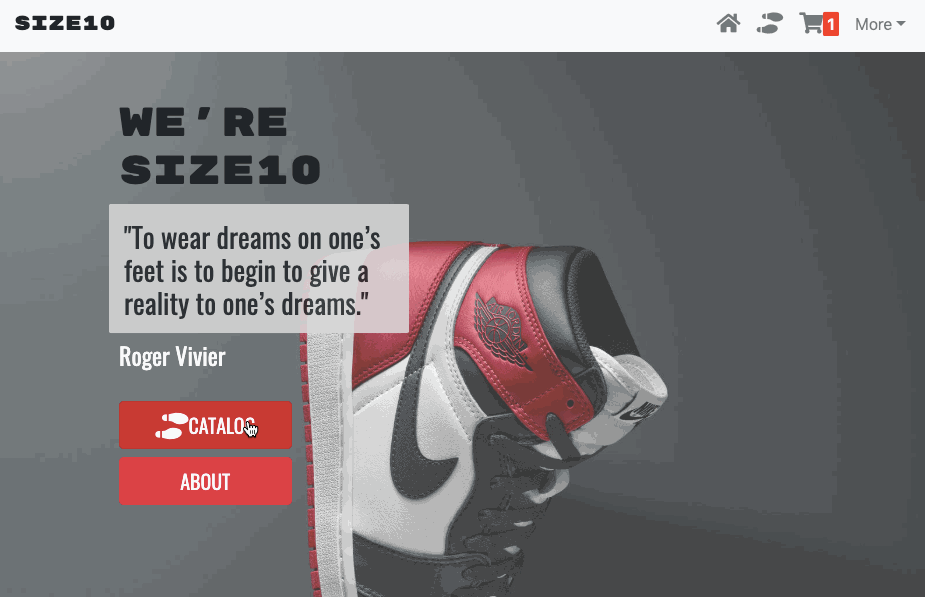 SIZE10
1
More
WE'RE
SIZE10
"To wear dreams on one’s
feet is to begin to give a
reality to one’s dreams."
Roger Vivier
CATALOG
ABOUT